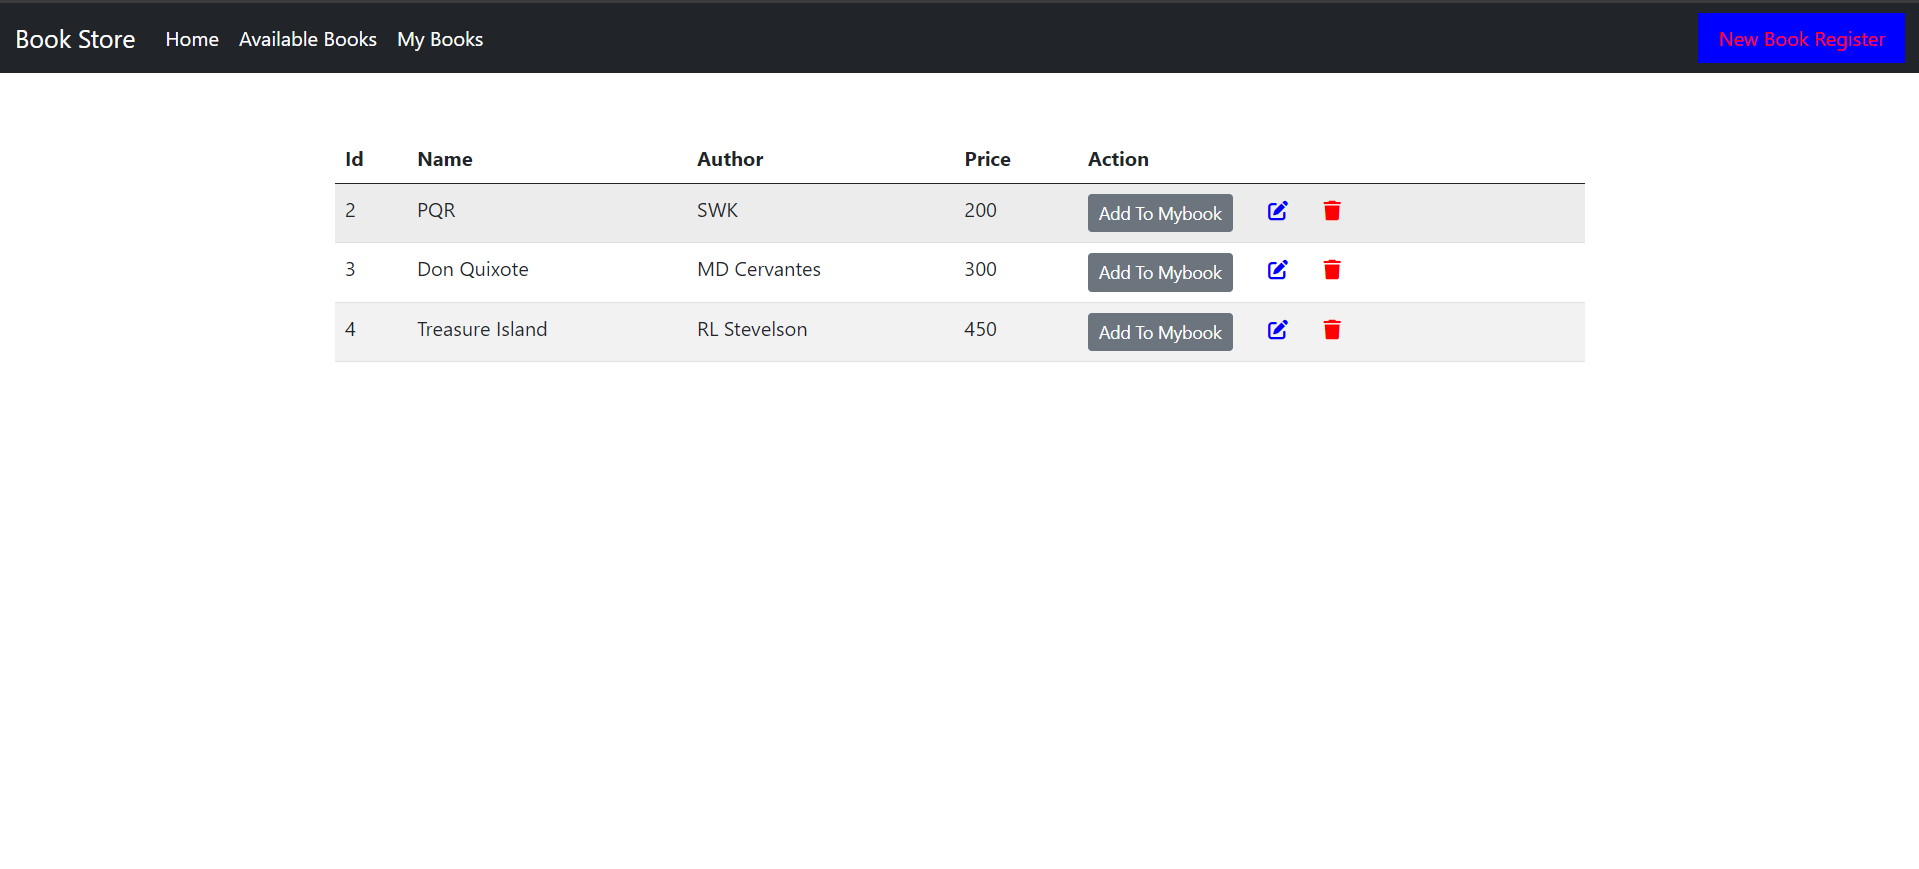 Book Store Home Available Books My Books New Book Register
Id Name Author Price Action
2 PQR SWK 200 Add To Mybook
3 Don Quixote MD Cervantes 300 Add To Mybook
4 Treasure Island RL Stevelson 450 Add To Mybook